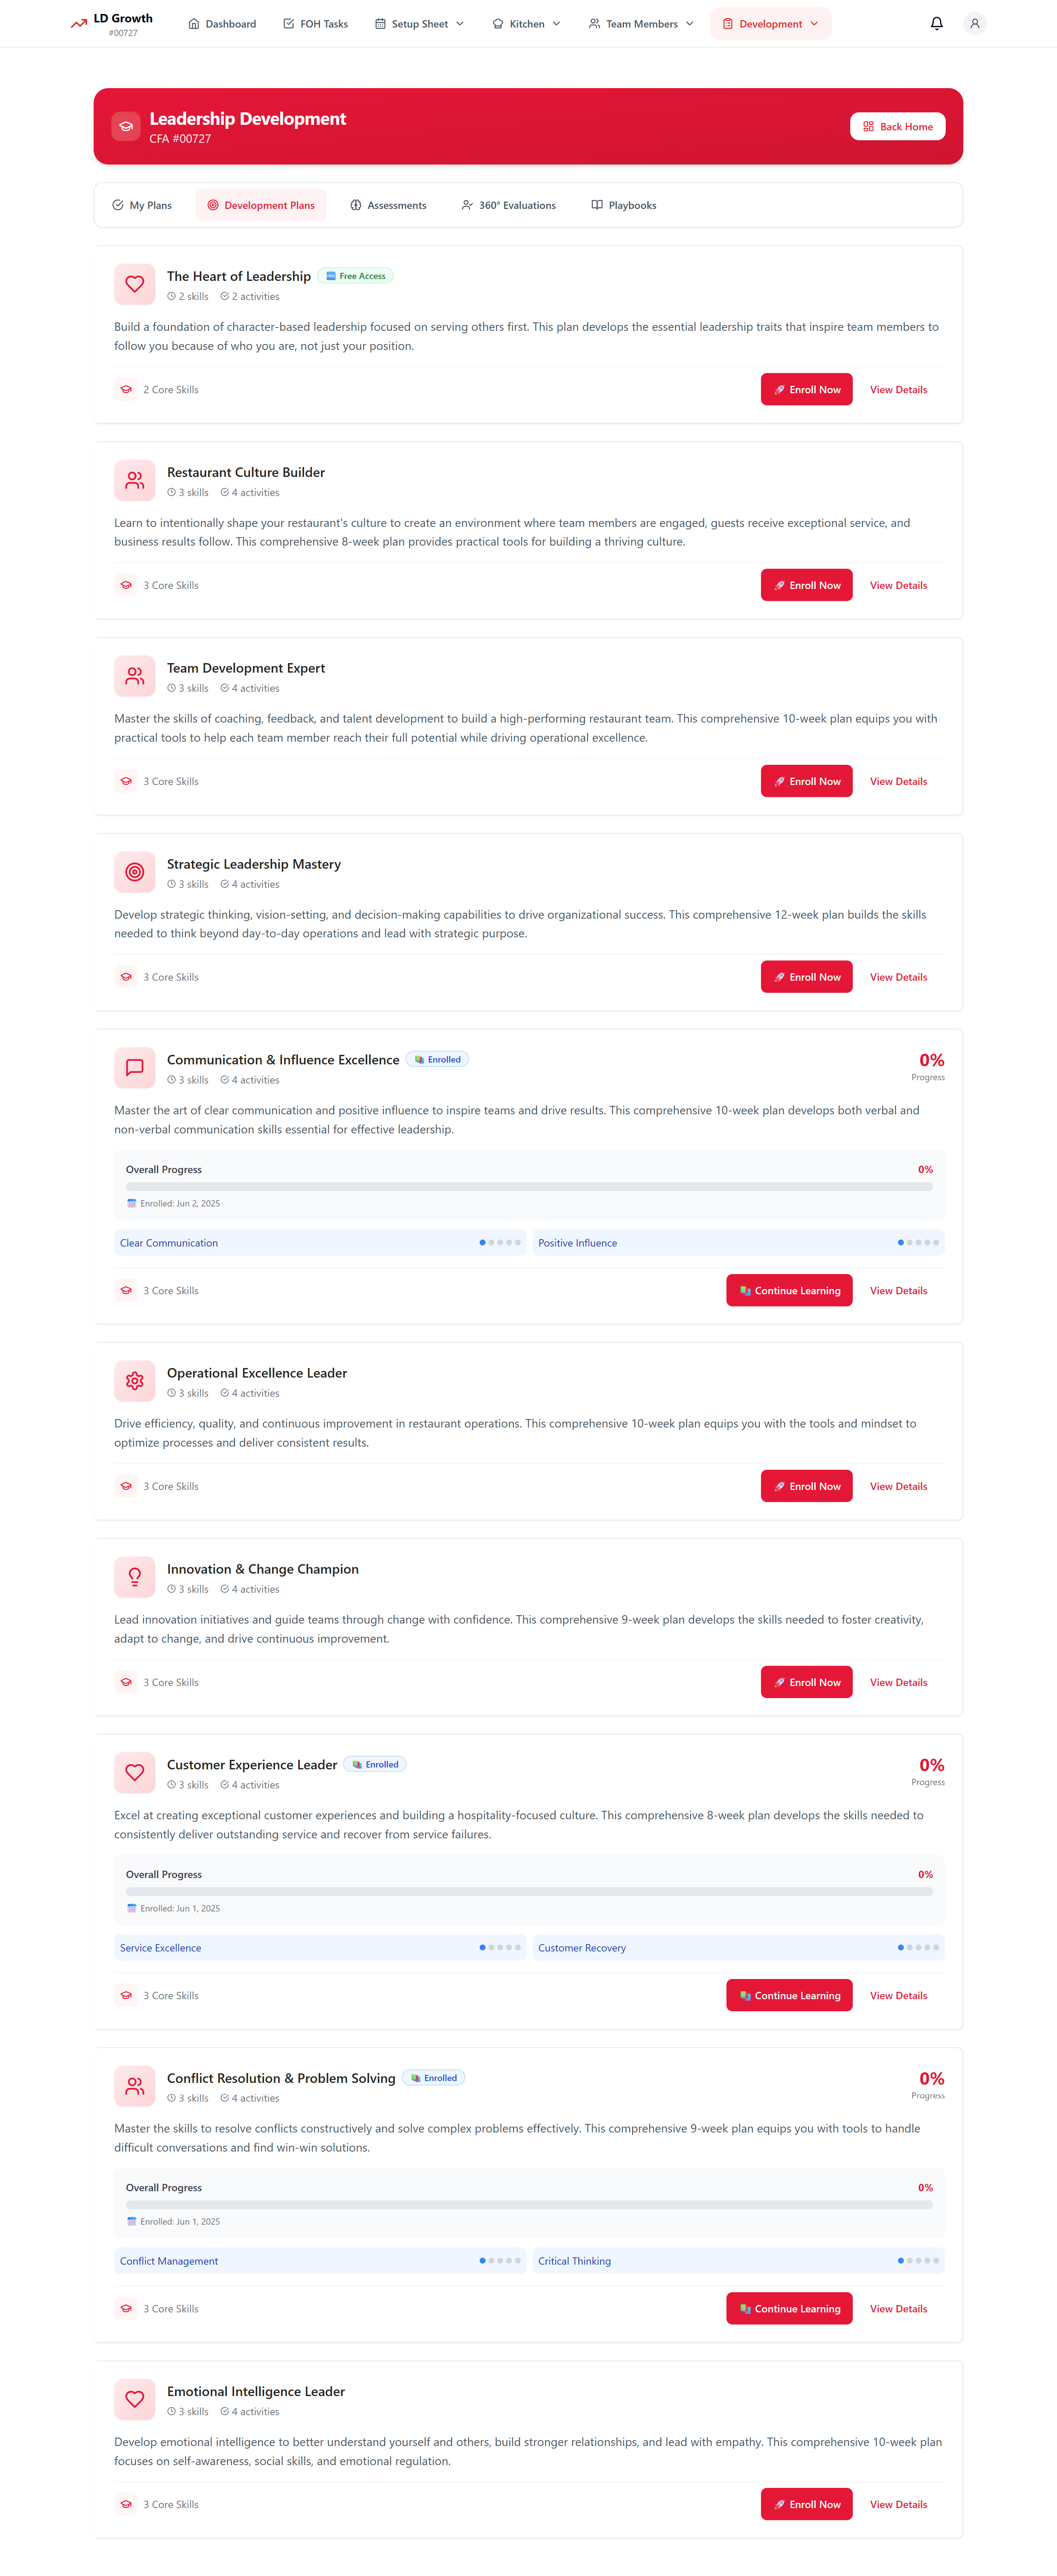 LD Growth
#00727
Dashboard
FOH Tasks
Setup Sheet
Kitchen
Team Members
Development
Leadership Development
CFA #00727
Back Home
My Plans
Development Plans
Assessments
360° Evaluations
Playbooks
The Heart of Leadership
Free Access
2 skills
2 activities
Build a foundation of character-based leadership focused on serving others first. This plan develops the essential leadership traits that inspire team members to
follow you because of who you are, not just your position.
2 Core Skills
Enroll Now
View Details
Restaurant Culture Builder
3 skills
4 activities
Learn to intentionally shape your restaurant's culture to create an environment where team members are engaged, guests receive exceptional service, and
business results follow. This comprehensive 8-week plan provides practical tools for building a thriving culture.
3 Core Skills
Enroll Now
View Details
Team Development Expert
3 skills
4 activities
Master the skills of coaching, feedback, and talent development to build a high-performing restaurant team. This comprehensive 10-week plan equips you with
practical tools to help each team member reach their full potential while driving operational excellence.
3 Core Skills
Enroll Now
View Details
Strategic Leadership Mastery
3 skills
4 activities
Develop strategic thinking, vision-setting, and decision-making capabilities to drive organizational success. This comprehensive 12-week plan builds the skills
needed to think beyond day-to-day operations and lead with strategic purpose.
3 Core Skills
Enroll Now
View Details
Communication & Influence Excellence
Enrolled
0%
Progress
3 skills
4 activities
Master the art of clear communication and positive influence to inspire teams and drive results. This comprehensive 10-week plan develops both verbal and
non-verbal communication skills essential for effective leadership.
Overall Progress
0%
Enrolled: Jun 2, 2025
Clear Communication
Positive Influence
3 Core Skills
Continue Learning
View Details
Operational Excellence Leader
3 skills
4 activities
Drive efficiency, quality, and continuous improvement in restaurant operations. This comprehensive 10-week plan equips you with the tools and mindset to
optimize processes and deliver consistent results.
3 Core Skills
Enroll Now
View Details
Innovation & Change Champion
3 skills
4 activities
Lead innovation initiatives and guide teams through change with confidence. This comprehensive 9-week plan develops the skills needed to foster creativity,
adapt to change, and drive continuous improvement.
3 Core Skills
Enroll Now
View Details
Customer Experience Leader
Enrolled
0%
Progress
3 skills
4 activities
Excel at creating exceptional customer experiences and building a hospitality-focused culture. This comprehensive 8-week plan develops the skills needed to
consistently deliver outstanding service and recover from service failures.
Overall Progress
0%
Enrolled: Jun 1, 2025
Service Excellence
Customer Recovery
3 Core Skills
Continue Learning
View Details
Conflict Resolution & Problem Solving
Enrolled
0%
Progress
3 skills
4 activities
Master the skills to resolve conflicts constructively and solve complex problems effectively. This comprehensive 9-week plan equips you with tools to handle
difficult conversations and find win-win solutions.
Overall Progress
0%
Enrolled: Jun 1, 2025
Conflict Management
Critical Thinking
3 Core Skills
Continue Learning
View Details
Emotional Intelligence Leader
3 skills
4 activities
Develop emotional intelligence to better understand yourself and others, build stronger relationships, and lead with empathy. This comprehensive 10-week plan
focuses on self-awareness, social skills, and emotional regulation.
3 Core Skills
Enroll Now
View Details